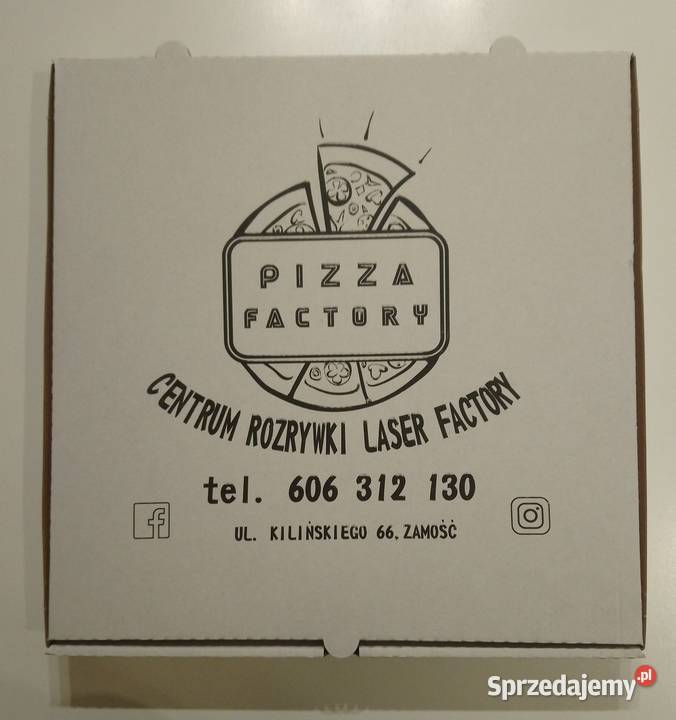 PIZZA
FACTORY
CENTRUM ROZRYWKI LASER FACTORY
tel. 606 312 130
UL. KILIŃSKIEGO 66, ZAMOŚĆ
Sprzedajemy.pl